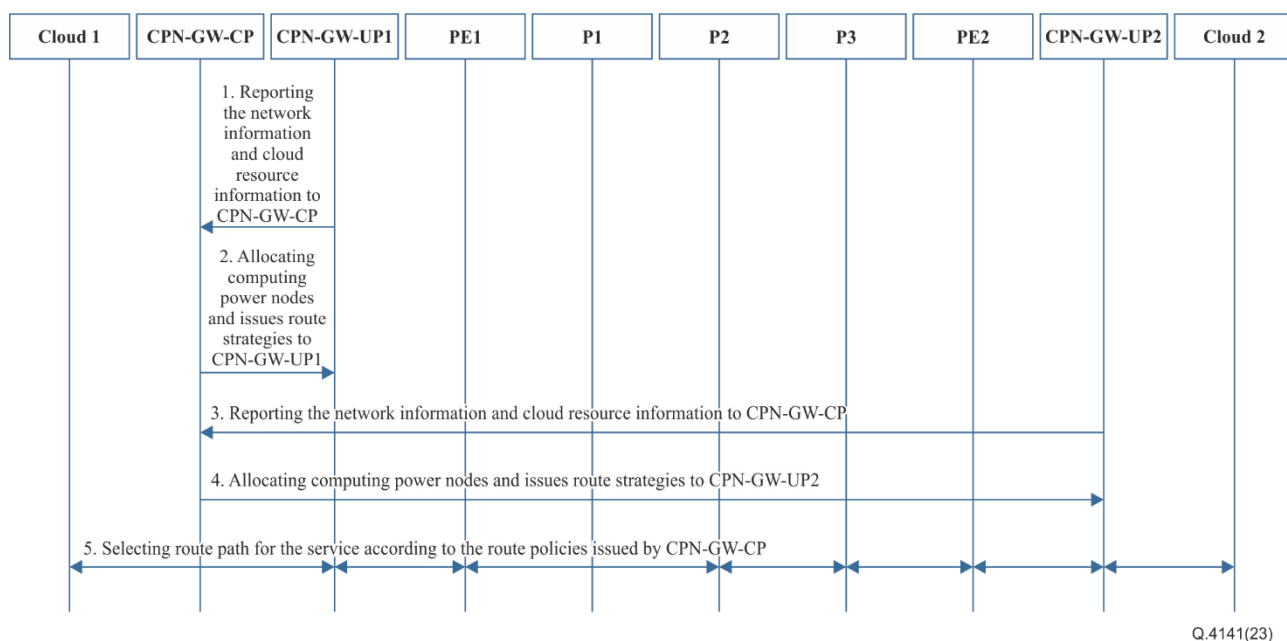 Cloud 1 CPN-GW-CP CPN-GW-UP1 PE1 P1 P2 P3 PE2 CPN-GW-UP2 Cloud 2
1. Reporting
the network
information
and cloud
resource
information to
CPN-GW-CP
2. Allocating
computing
power nodes
and issues route
strategies to
CPN-GW-UP1
3. Reporting the network information and cloud resource information to CPN-GW-CP
4. Allocating computing power nodes and issues route strategies to CPN-GW-UP2
5. Selecting route path for the service according to the route policies issued by CPN-GW-CP
Q.4141(23)